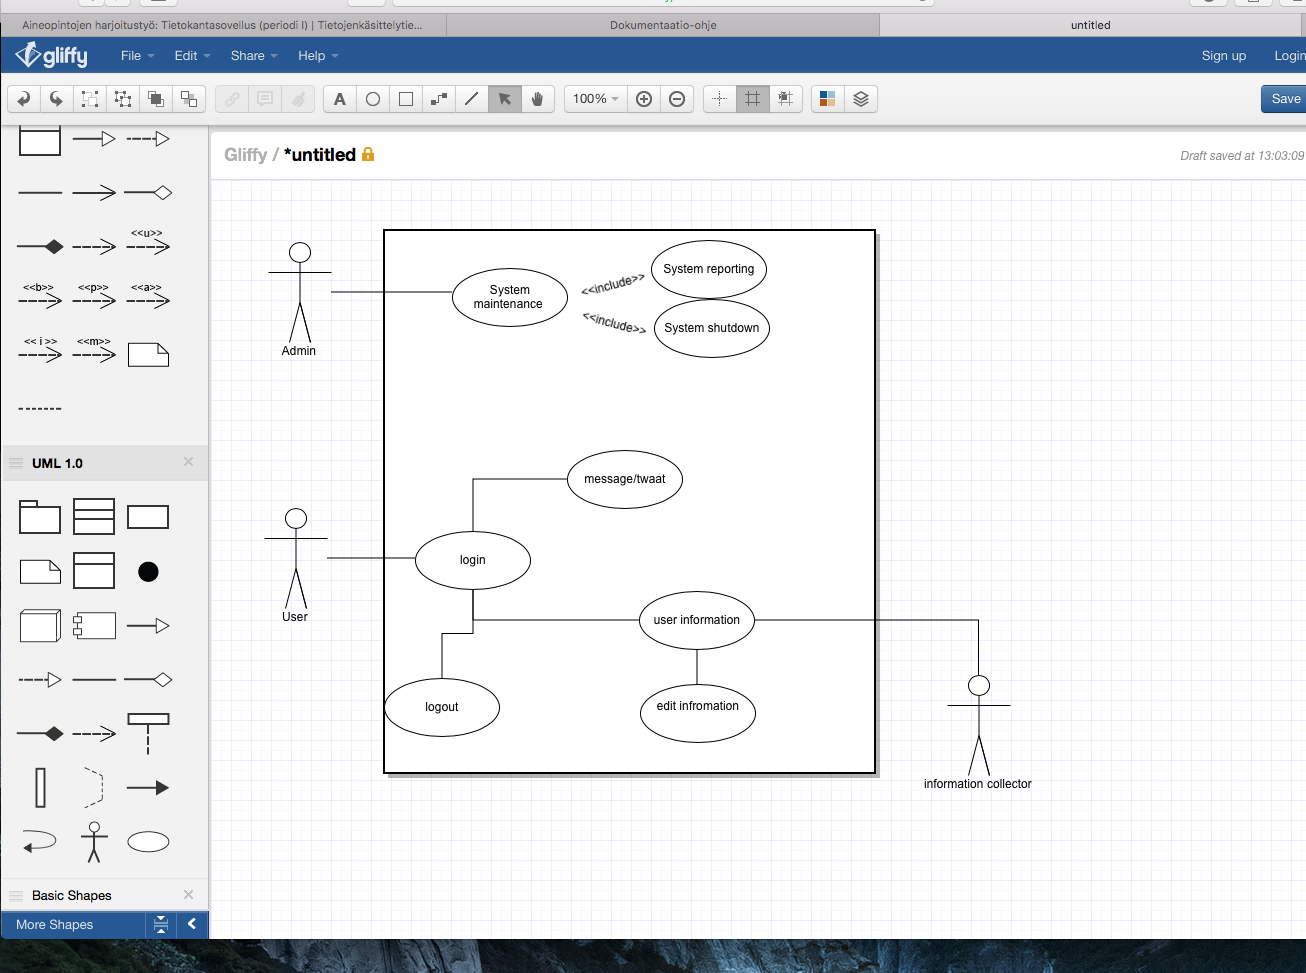 Aineopintojen harjoitustyö: Tietokantasovellus (periodi I) | Tietojenkäsittelytie...
Dokumentaatio-ohje
untitled
gliffy
File
Edit
Share
Help
Sign up
Login
A
100%
Save
Gliffy / *untitled
Draft saved at 13:03:09
<<u>>
<<b>>
<<p>>
<<a>>
<< i >>
<<m>>
UML 1.0
Basic Shapes
More Shapes
Admin
System
maintenance
<<include>>
System reporting
<<include>>
System shutdown
message/twaat
User
login
user information
logout
edit infromation
information collector